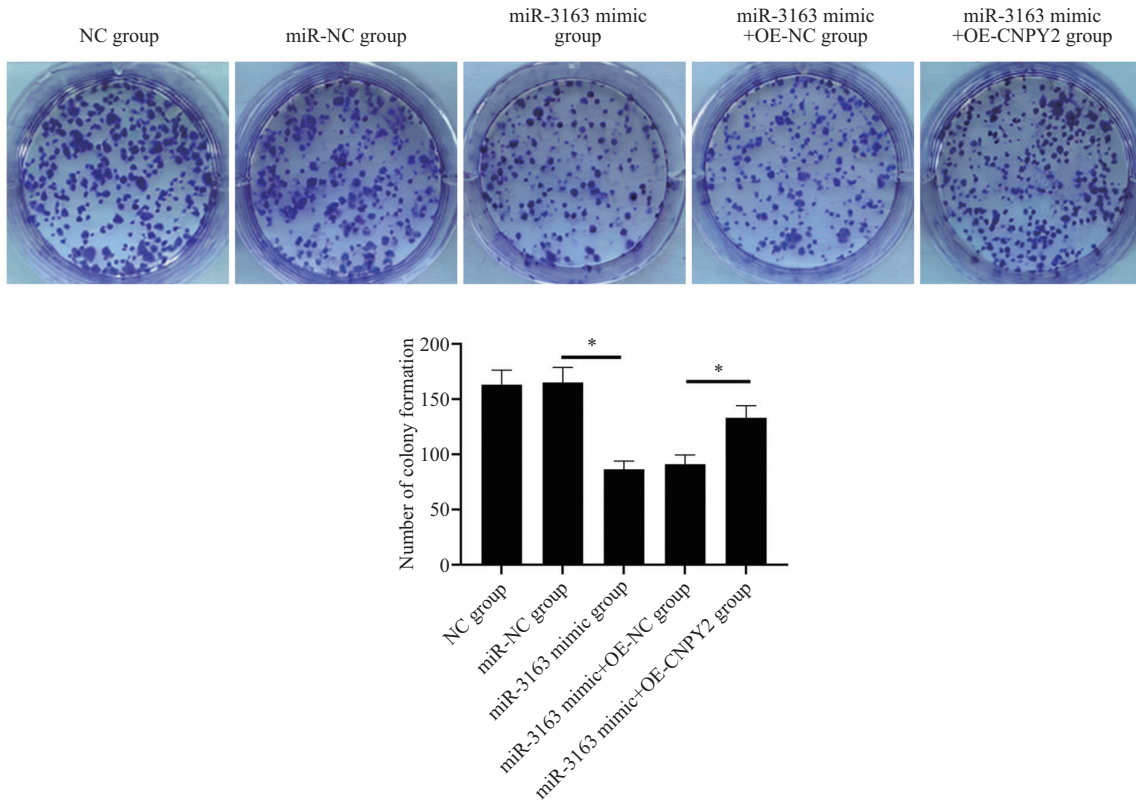 NC group
miR-NC group
miR-3163 mimic
group
miR-3163 mimic
+OE-NC group
miR-3163 mimic
+OE-CNPY2 group
Number of colony formation
200
150
100
50
0
*
*
NC group
miR-NC group
miR-3163 mimic group
miR-3163 mimic+OE-NC group
miR-3163 mimic+OE-CNPY2 group